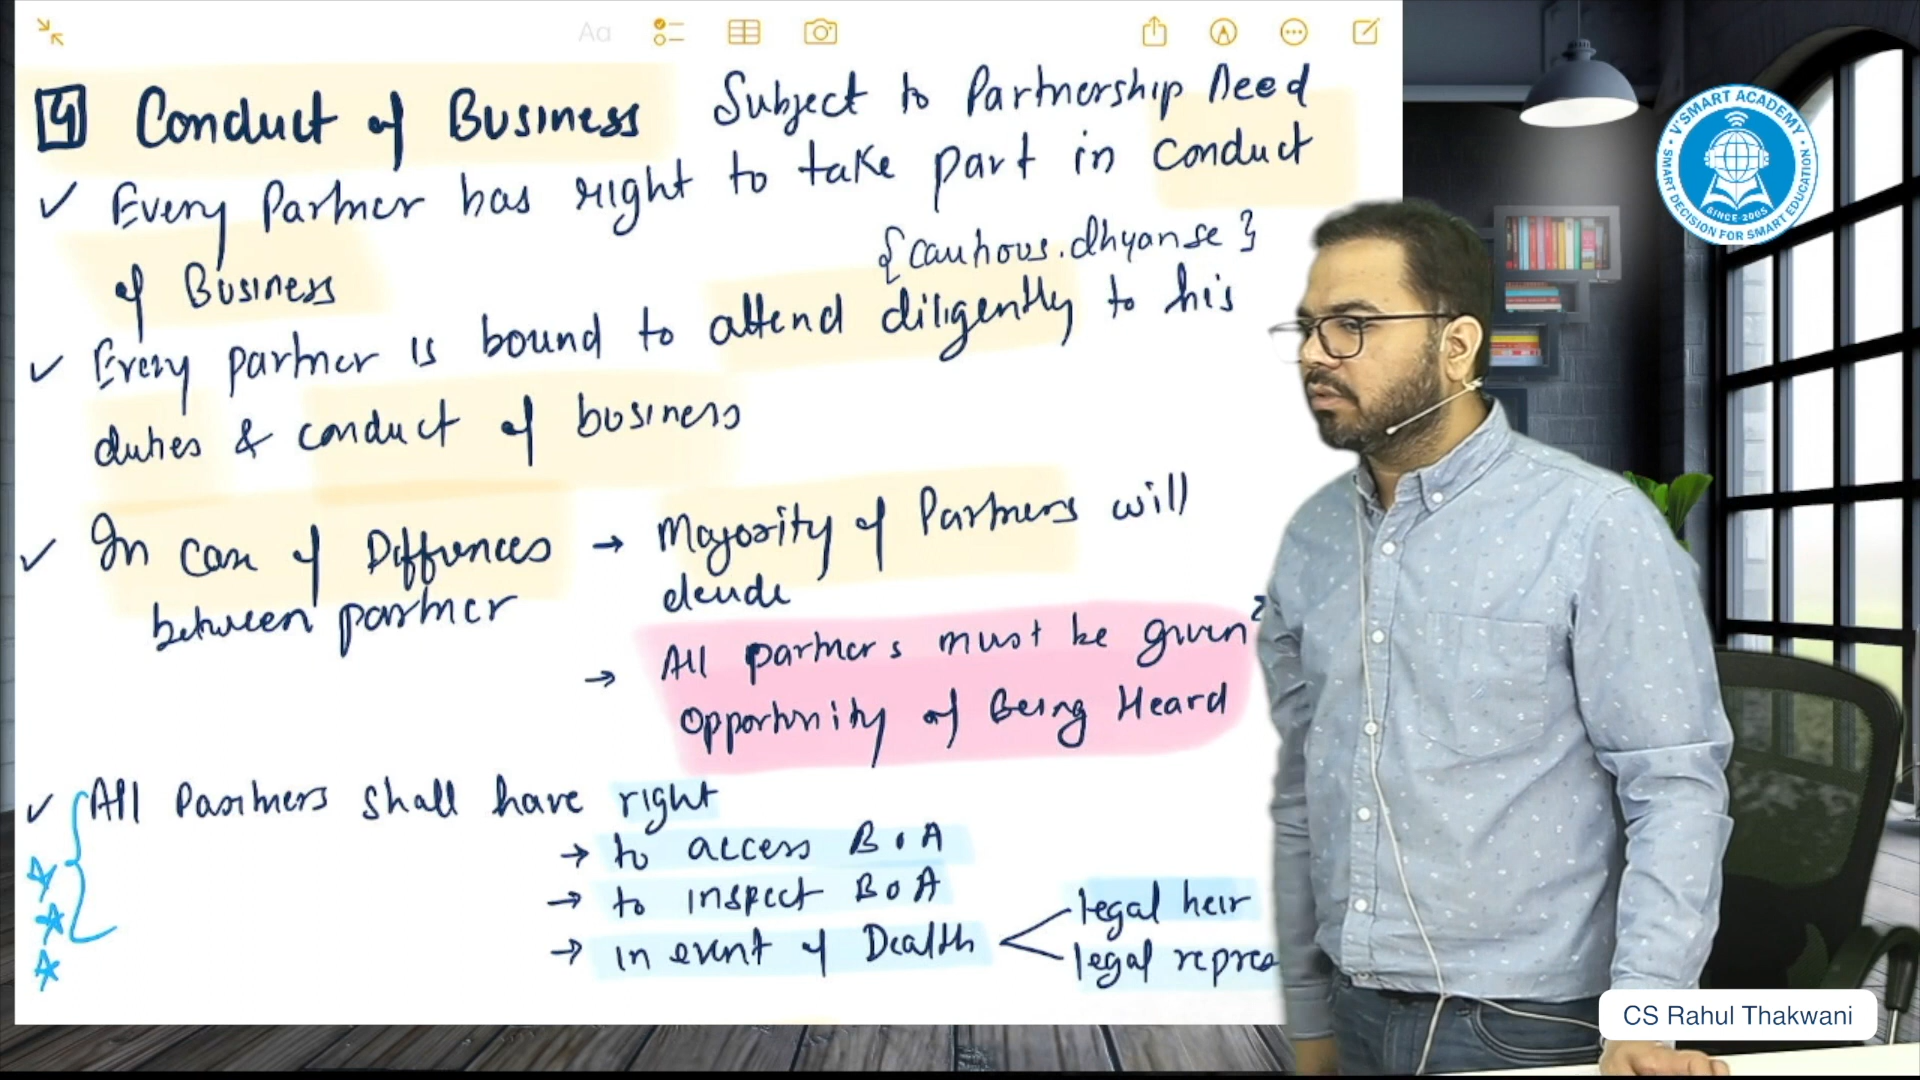 Aa
4 Conduct of Business Subject to Partnership Deed
✓ Every Partner has right to take part in conduct
of Business
{cautious. dhyan se}
✓ Every partner is bound to attend diligently to his
duties & conduct of business
✓ In case of Differences → Majority of Partners will
between partner decide
→ All partners must be given
Opportunity of Being Heard
✓ All Partners shall have right
→ to access BOA
→ to inspect BOA
→ in event of Death legal heir
legal repres
V'SMART ACADEMY
SINCE-2005
SMART DECISION FOR SMART EDUCATION
CS Rahul Thakwani